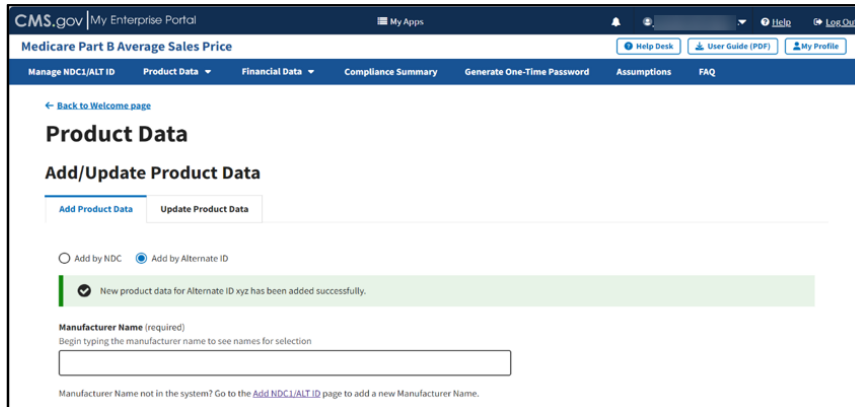 CMS.gov My Enterprise Portal
My Apps
Help
Log Out
Medicare Part B Average Sales Price
Help Desk
User Guide (PDF)
My Profile
Manage NDC1/ALT ID
Product Data
Financial Data
Compliance Summary
Generate One-Time Password
Assumptions
FAQ
Back to Welcome page
Product Data
Add/Update Product Data
Add Product Data
Update Product Data
Add by NDC
Add by Alternate ID
New product data for Alternate ID xyz has been added successfully.
Manufacturer Name (required)
Begin typing the manufacturer name to see names for selection
Manufacturer Name not in the system? Go to the Add NDC1/ALT ID page to add a new Manufacturer Name.